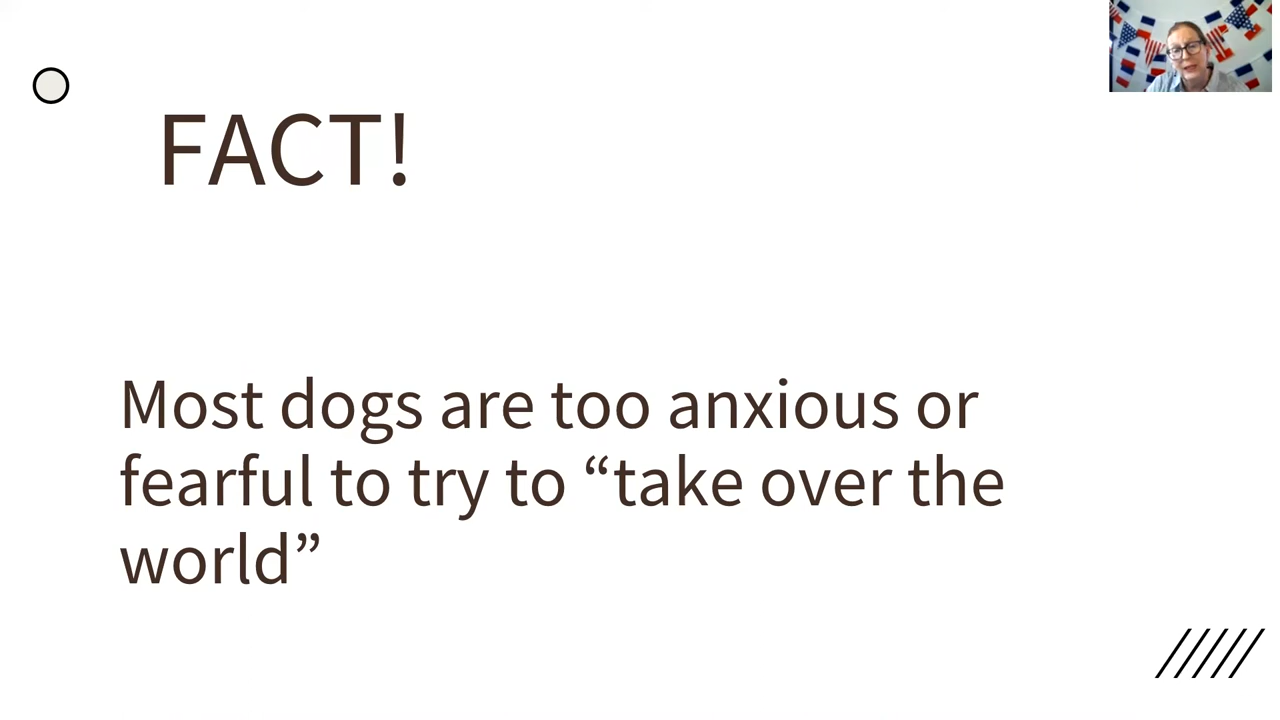 FACT!
Most dogs are too anxious or
fearful to try to “take over the
world”